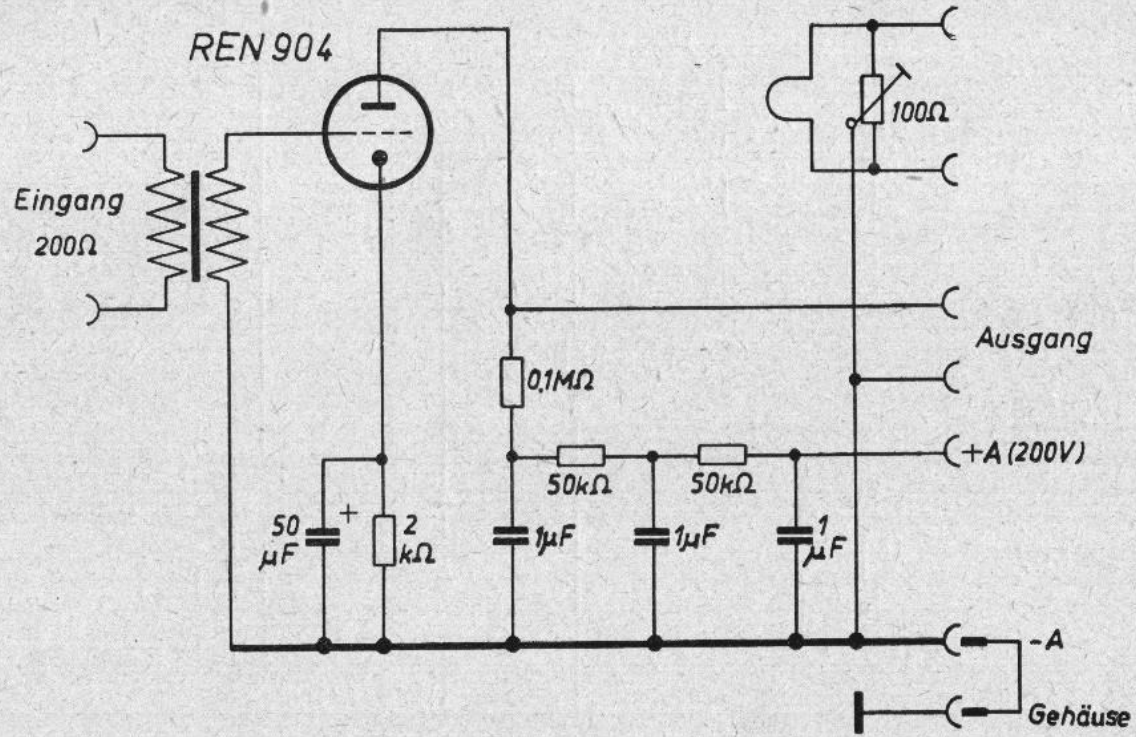 REN 904
100Ω
Eingang
200Ω
Ausgang
0,1MΩ
+A (200V)
50kΩ
50kΩ
50
μF
+
2
kΩ
1μF
1μF
1
μF
-A
Gehäuse